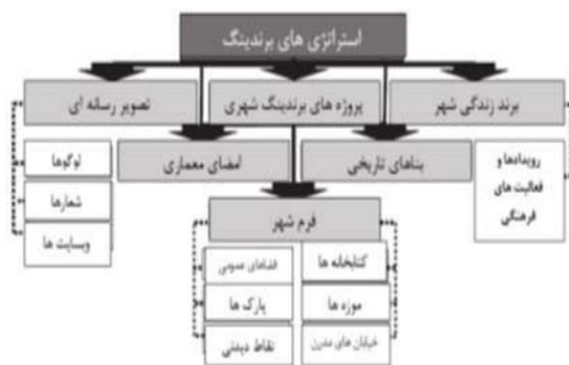 استراتژی های برندینگ
برند زندگی شهر
پروژه های برندینگ شهری
تصویر رسانه ای
بناهای تاریخی
امضای معماری
رویدادها و
فعالیت های
فرهنگی
لوگوها
شعارها
وبسایت ها
فرم شهر
کتابخانه ها
فضاهای عمومی
موزه ها
پارک ها
خیابان های مدرن
نقاط دیدنی